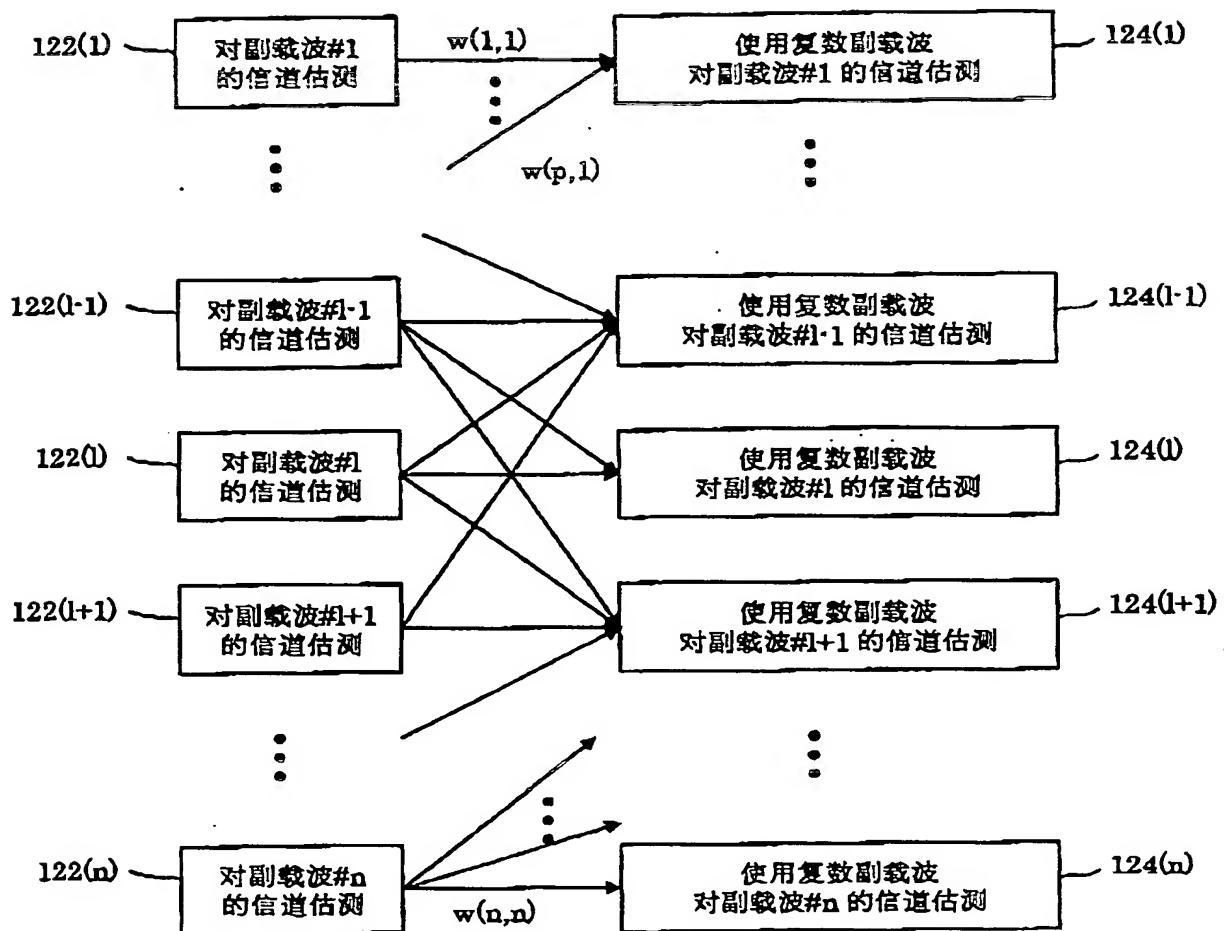 122(1)
对副载波#1
的信道估测
w(1,1)
使用复数副载波
对副载波#1 的信道估测
124(1)
w(p,1)
122(l-1)
对副载波#l-1
的信道估测
使用复数副载波
对副载波#l-1 的信道估测
124(l-1)
122(l)
对副载波#l
的信道估测
使用复数副载波
对副载波#l 的信道估测
124(l)
122(l+1)
对副载波#l+1
的信道估测
使用复数副载波
对副载波#l+1 的信道估测
124(l+1)
122(n)
对副载波#n
的信道估测
w(n,n)
使用复数副载波
对副载波#n 的信道估测
124(n)